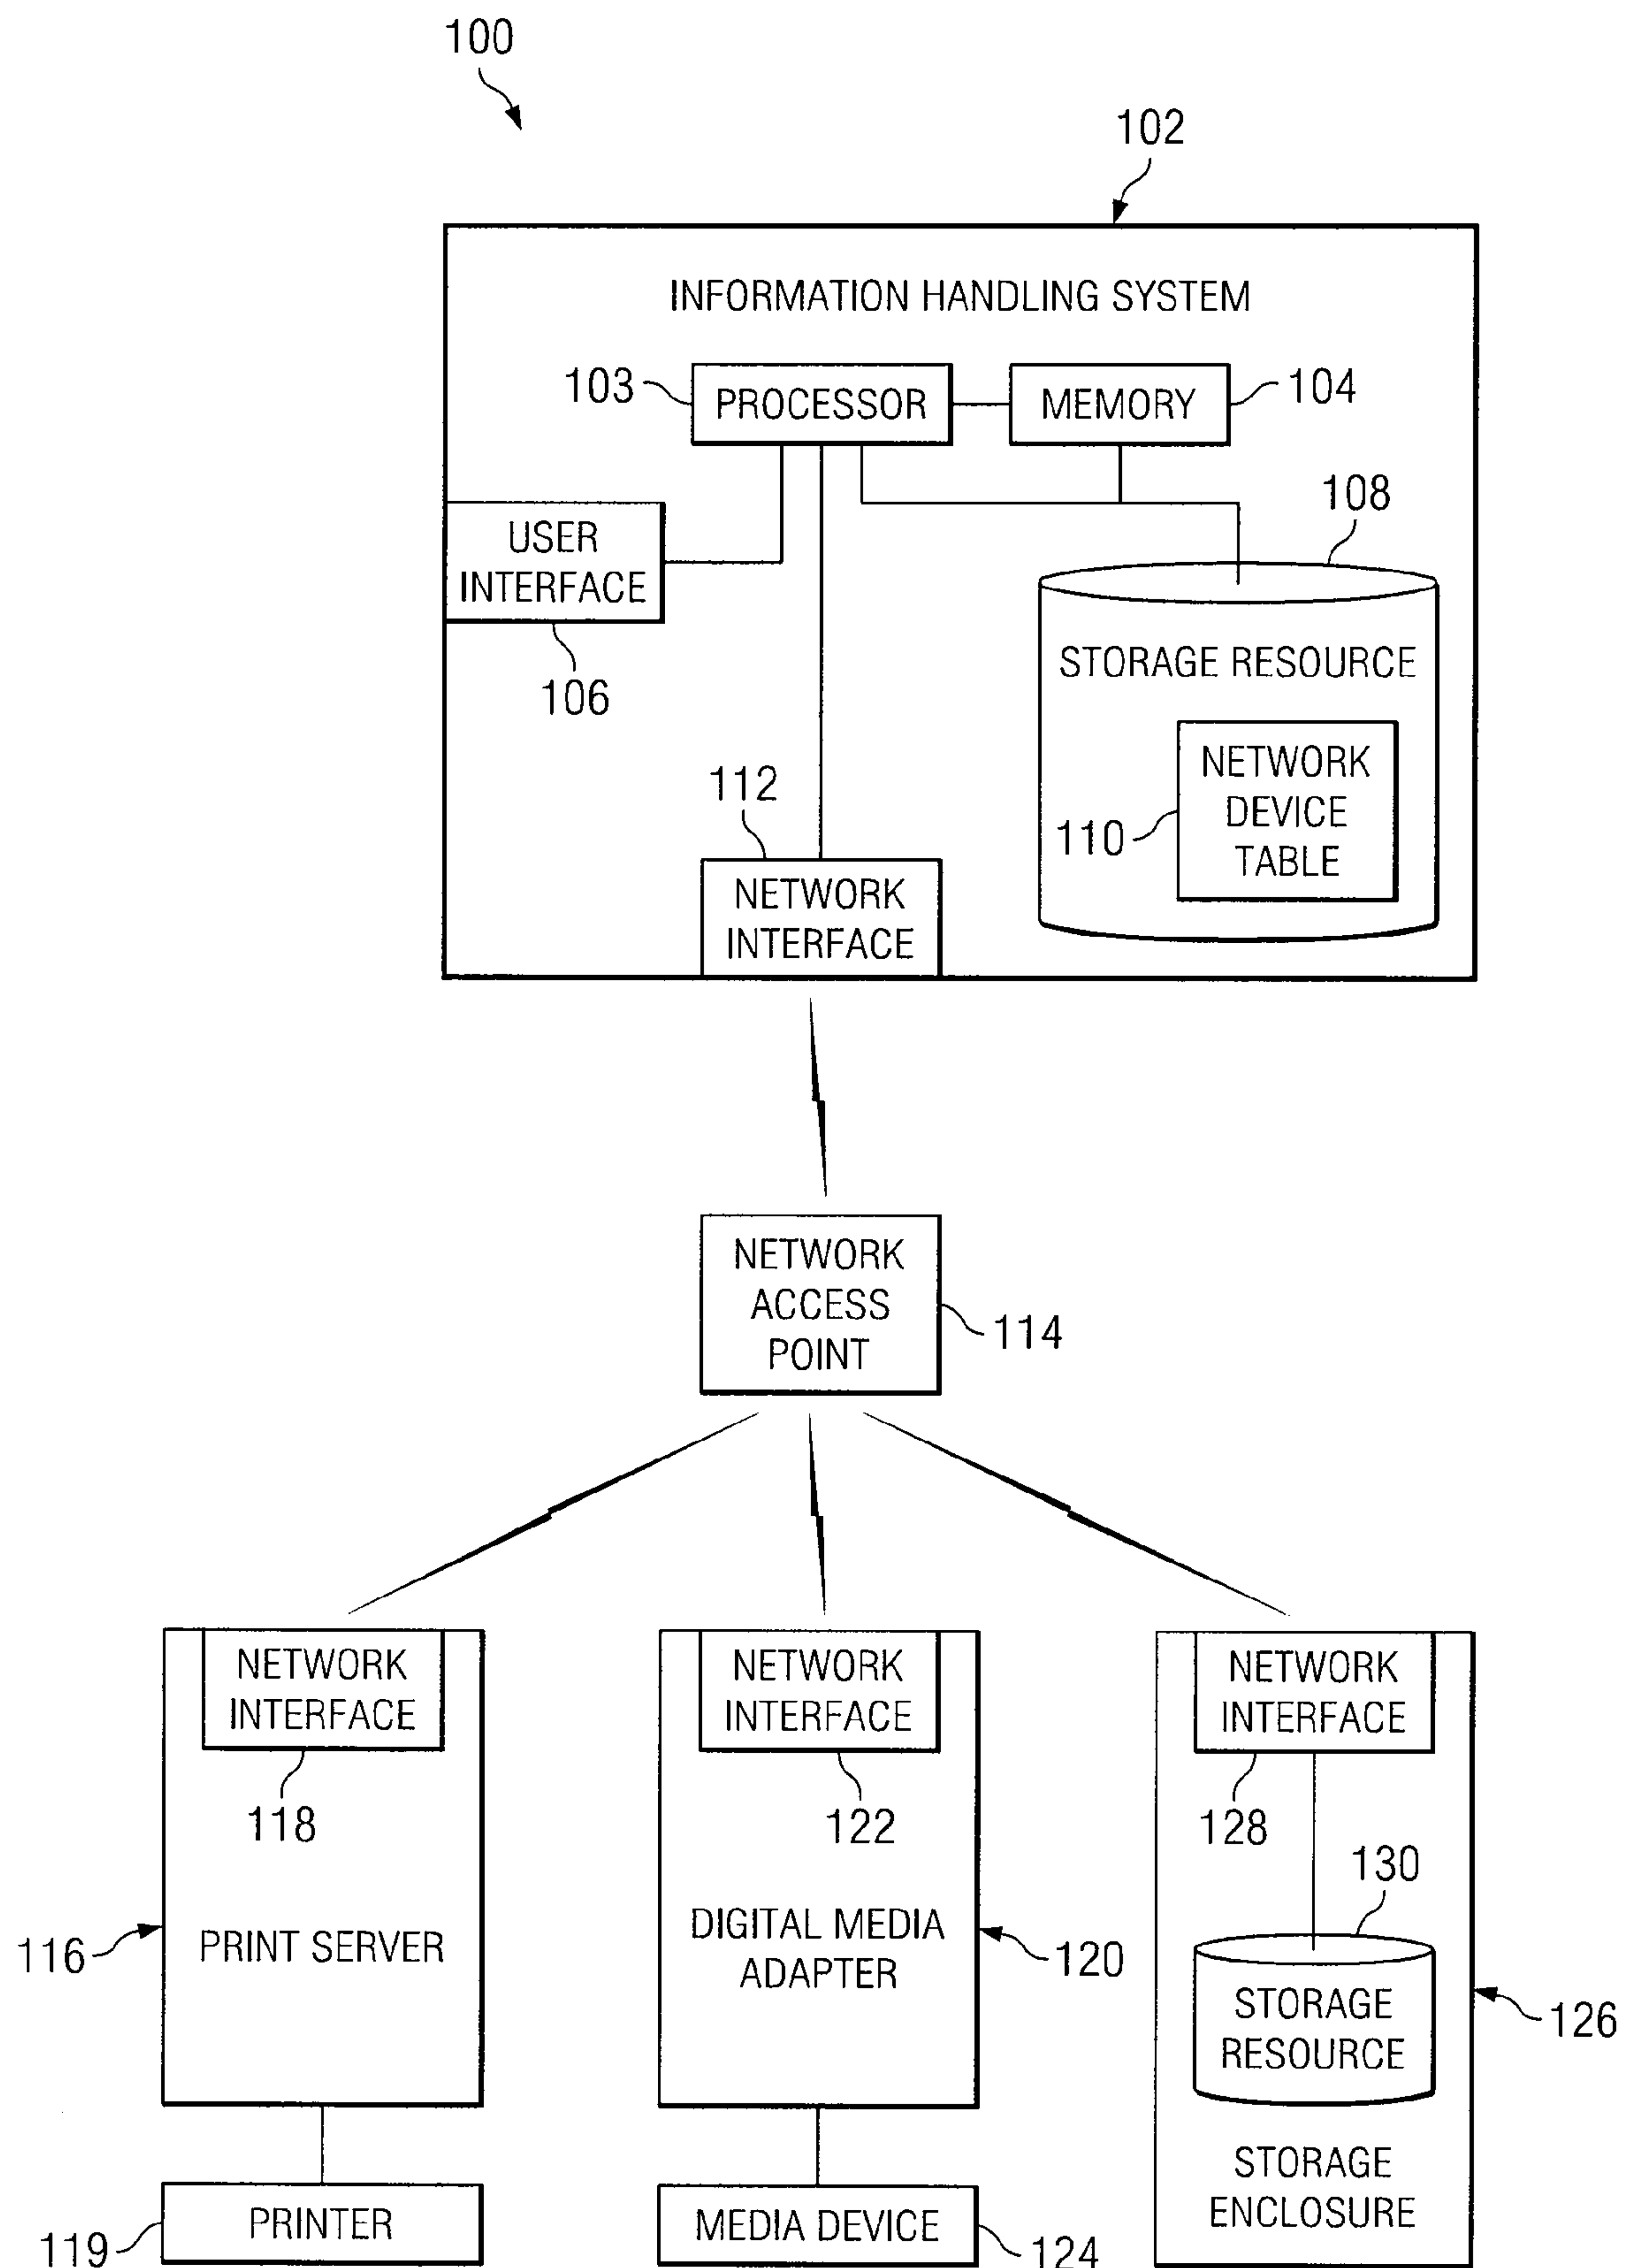 100
102
INFORMATION HANDLING SYSTEM
103
PROCESSOR
MEMORY
104
108
USER
INTERFACE
106
STORAGE RESOURCE
112
110
NETWORK
DEVICE
TABLE
NETWORK
INTERFACE
NETWORK
ACCESS
POINT
114
NETWORK
INTERFACE
118
116
PRINT SERVER
NETWORK
INTERFACE
122
DIGITAL MEDIA
ADAPTER
120
NETWORK
INTERFACE
128
130
STORAGE
RESOURCE
126
STORAGE
ENCLOSURE
119
PRINTER
MEDIA DEVICE
124